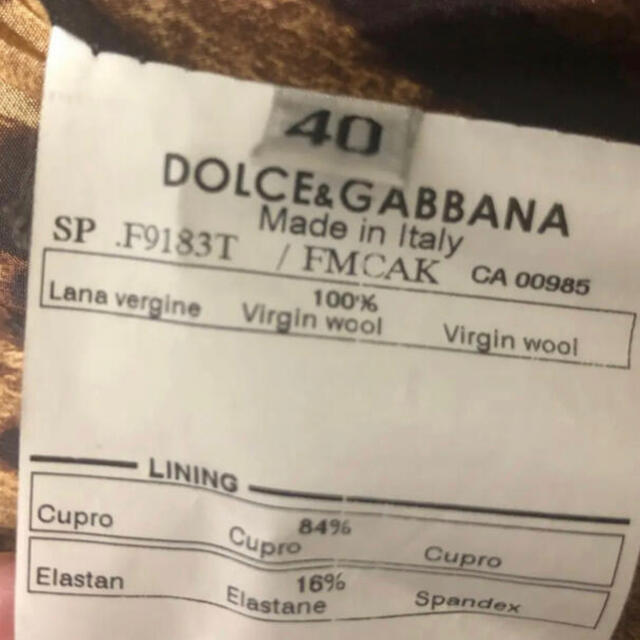 40
DOLCE&GABBANA
Made in Italy
SP .F9183T / FMCAK CA 00985
100%
Lana vergine Virgin wool Virgin wool
LINING
84%
Cupro Cupro Cupro
16%
Elastan Elastane Spandex